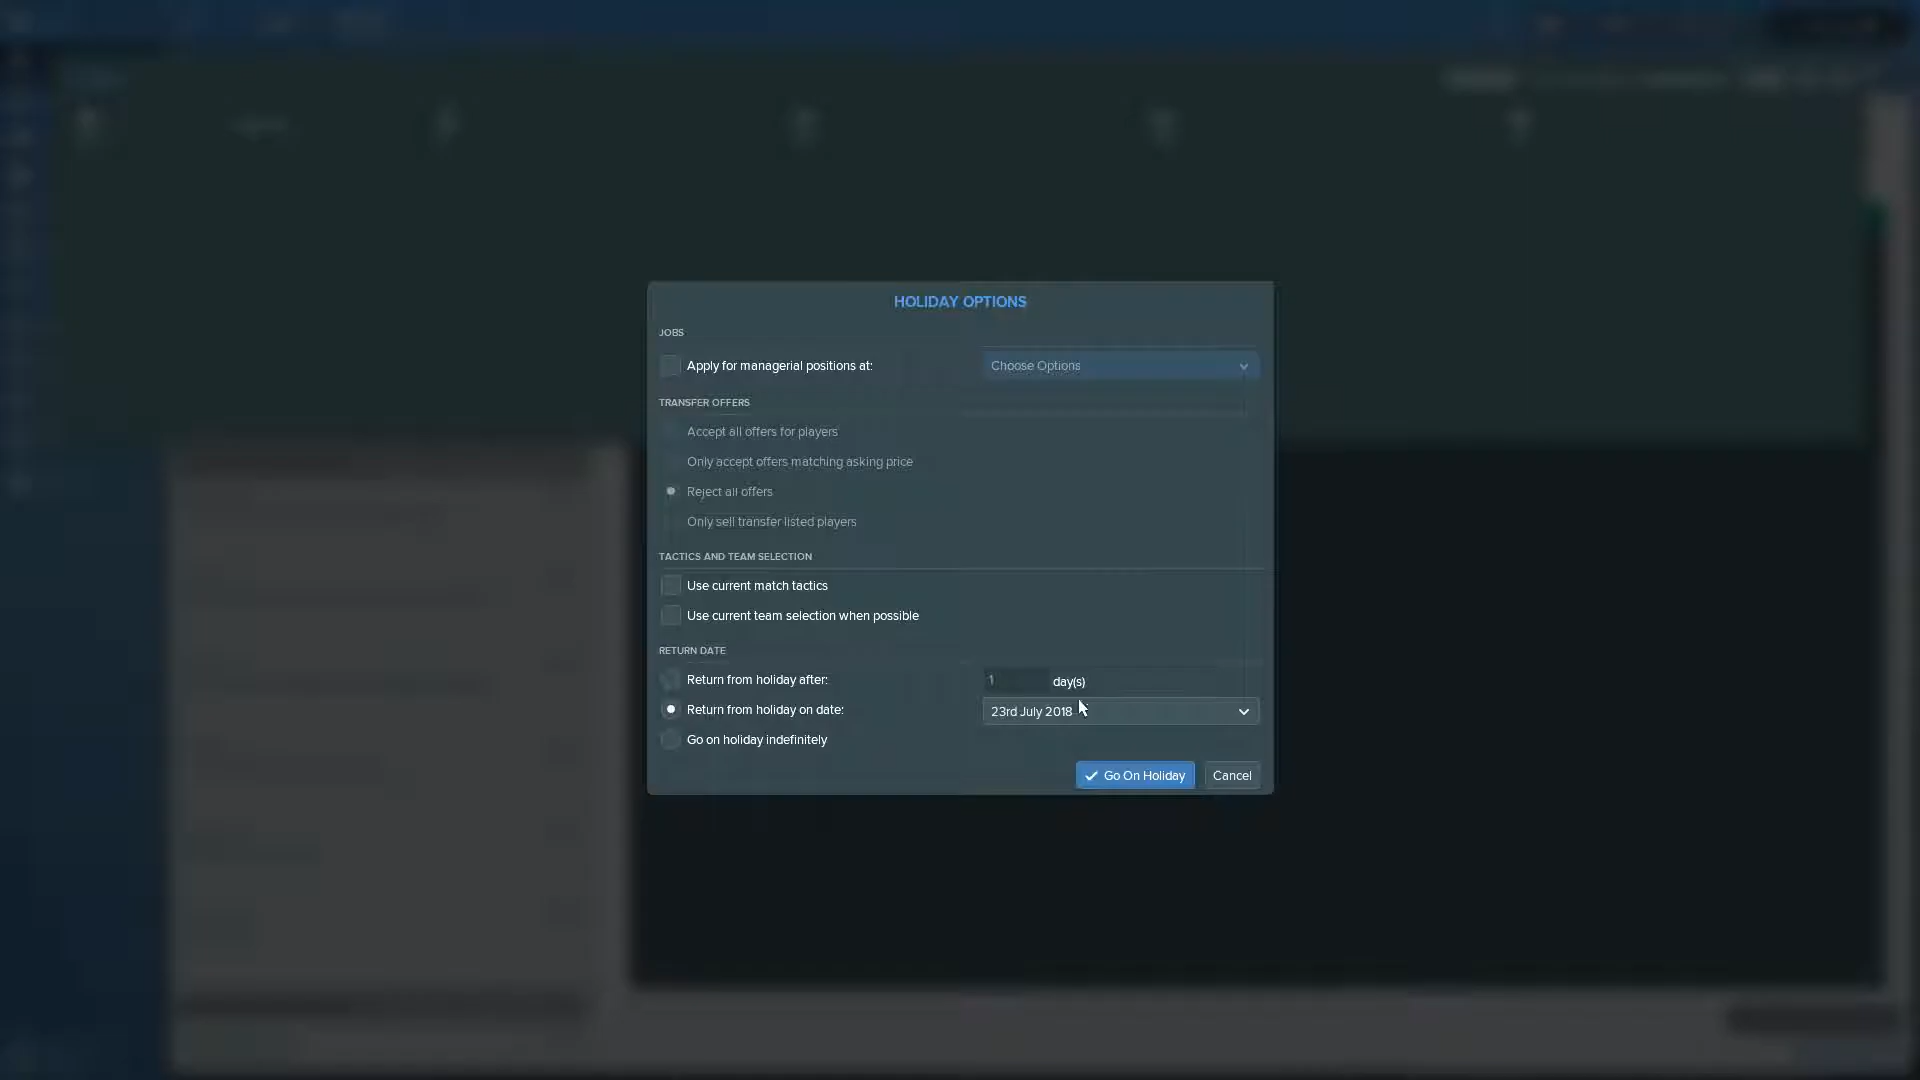 HOLIDAY OPTIONS
JOBS
Apply for managerial positions at: Choose Options
TRANSFER OFFERS
Accept all offers for players
Only accept offers matching asking price
Reject all offers
Only sell transfer listed players
TACTICS AND TEAM SELECTION
Use current match tactics
Use current team selection when possible
RETURN DATE
Return from holiday after: 1 day(s)
Return from holiday on date: 23rd July 2018
Go on holiday indefinitely
Go On Holiday Cancel